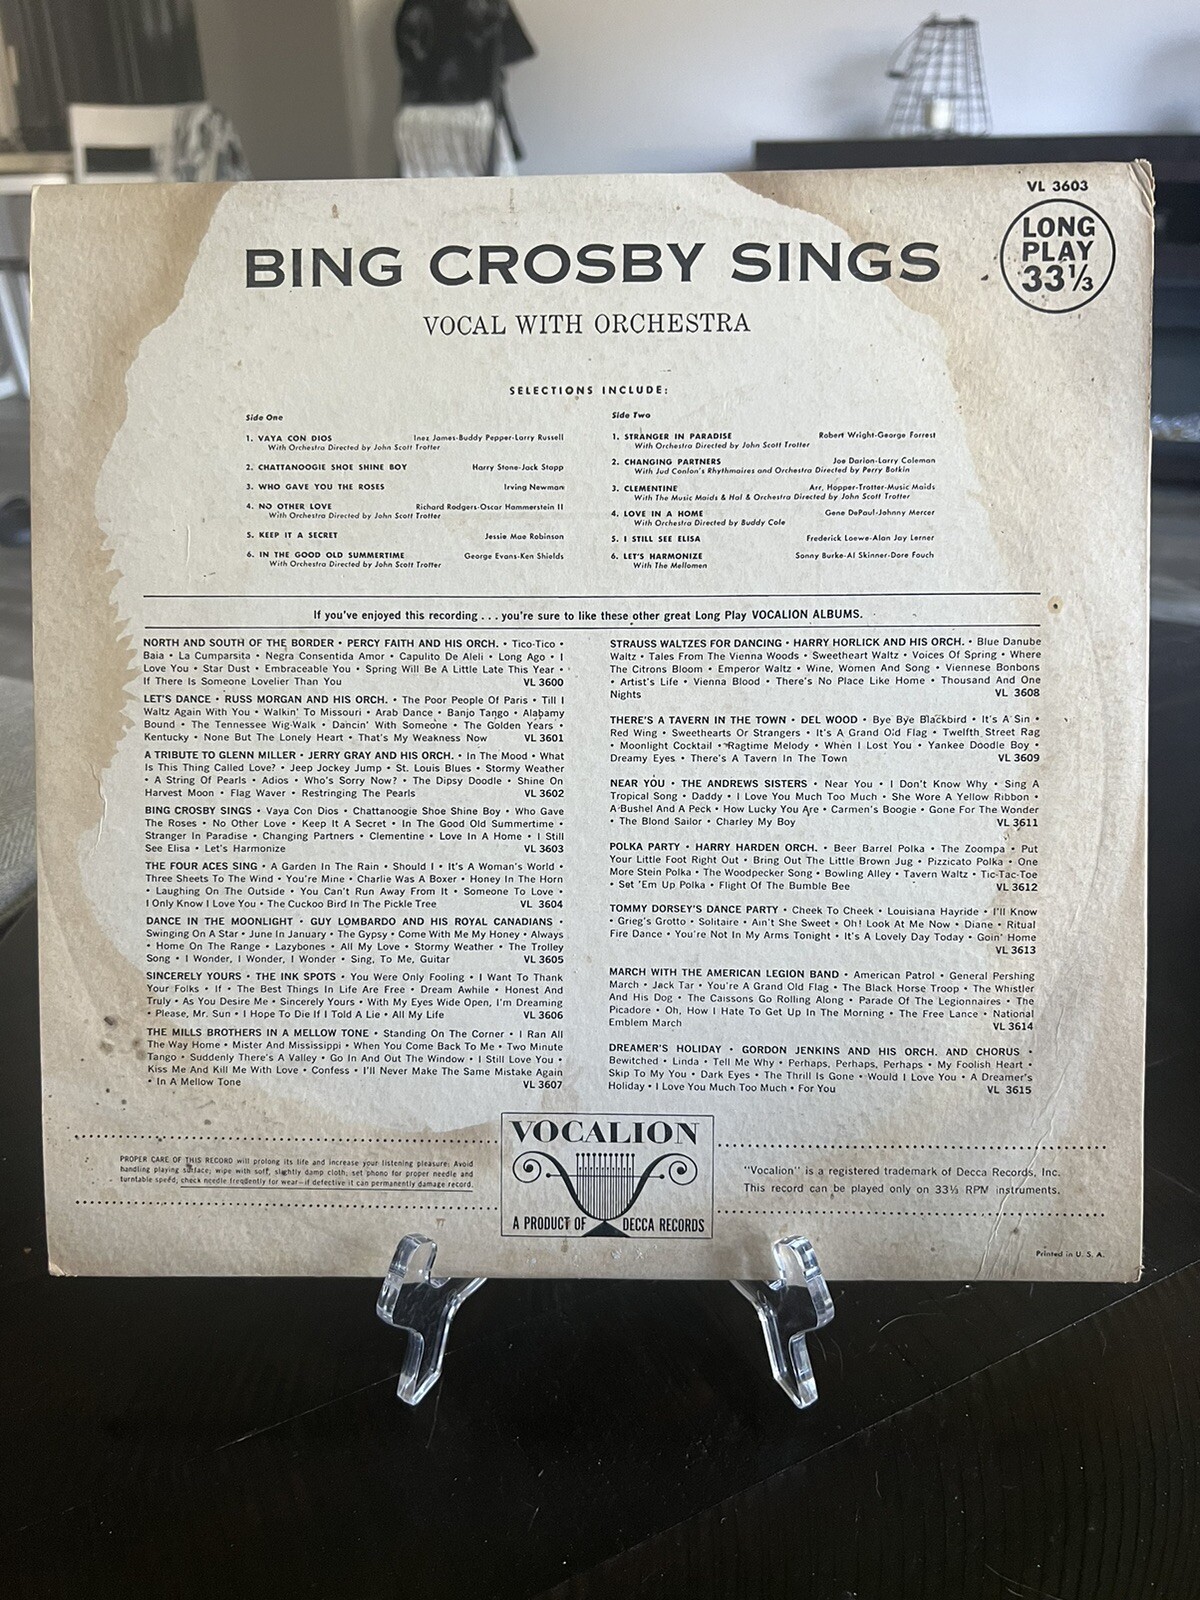 VL 3603
LONG
PLAY
33⅓
BING CROSBY SINGS
VOCAL WITH ORCHESTRA
SELECTIONS INCLUDE:
Side One
1. VAYA CON DIOS Inez James-Buddy Pepper-Larry Russell
With Orchestra Directed by John Scott Trotter
2. CHATTANOOGIE SHOE SHINE BOY Harry Stone-Jack Stapp
3. WHO GAVE YOU THE ROSES Irving Newman
4. NO OTHER LOVE Richard Rodgers-Oscar Hammerstein II
With Orchestra Directed by John Scott Trotter
5. KEEP IT A SECRET Jessie Mae Robinson
6. IN THE GOOD OLD SUMMERTIME George Evans-Ken Shields
With Orchestra Directed by John Scott Trotter
Side Two
1. STRANGER IN PARADISE Robert Wright-George Forrest
With Orchestra Directed by John Scott Trotter
2. CHANGING PARTNERS Joe Darion-Larry Coleman
With Jud Conlon's Rhythmaires and Orchestra Directed by Perry Botkin
3. CLEMENTINE Arr, Hopper-Trotter-Music Maids
With The Music Maids & Hal & Orchestra Directed by John Scott Trotter
4. LOVE IN A HOME Gene DePaul-Johnny Mercer
With Orchestra Directed by Buddy Cole
5. I STILL SEE ELISA Frederick Loewe-Alan Jay Lerner
6. LET'S HARMONIZE Sonny Burke-Al Skinner-Dore Fouch
With The Mellomen
If you've enjoyed this recording . . . you're sure to like these other great Long Play VOCALION ALBUMS.
NORTH AND SOUTH OF THE BORDER • PERCY FAITH AND HIS ORCH. • Tico-Tico •
Baia • La Cumparsita • Negra Consentida Amor • Capulito De Aleli • Long Ago • I
Love You • Star Dust • Embraceable You • Spring Will Be A Little Late This Year •
If There Is Someone Lovelier Than You VL 3600
LET'S DANCE • RUSS MORGAN AND HIS ORCH. • The Poor People Of Paris • Till I
Waltz Again With You • Walkin' To Missouri • Arab Dance • Banjo Tango • Alabamy
Bound • The Tennessee Wig-Walk • Dancin' With Someone • The Golden Years •
Kentucky • None But The Lonely Heart • That's My Weakness Now VL 3601
A TRIBUTE TO GLENN MILLER • JERRY GRAY AND HIS ORCH. • In The Mood • What
Is This Thing Called Love? • Jeep Jockey Jump • St. Louis Blues • Stormy Weather
• A String Of Pearls • Adios • Who's Sorry Now? • The Dipsy Doodle • Shine On
Harvest Moon • Flag Waver • Restringing The Pearls VL 3602
BING CROSBY SINGS • Vaya Con Dios • Chattanoogie Shoe Shine Boy • Who Gave
The Roses • No Other Love • Keep It A Secret • In The Good Old Summertime •
Stranger In Paradise • Changing Partners • Clementine • Love In A Home • I Still
See Elisa • Let's Harmonize VL 3603
THE FOUR ACES SING • A Garden In The Rain • Should I • It's A Woman's World •
Three Sheets To The Wind • You're Mine • Charlie Was A Boxer • Honey In The Horn
• Laughing On The Outside • You Can't Run Away From It • Someone To Love •
I Only Know I Love You • The Cuckoo Bird In The Pickle Tree VL 3604
DANCE IN THE MOONLIGHT • GUY LOMBARDO AND HIS ROYAL CANADIANS •
Swinging On A Star • June In January • The Gypsy • Come With Me My Honey • Always
• Home On The Range • Lazybones • All My Love • Stormy Weather • The Trolley
Song • I Wonder, I Wonder, I Wonder • Sing, To Me, Guitar VL 3605
SINCERELY YOURS • THE INK SPOTS • You Were Only Fooling • I Want To Thank
Your Folks • If • The Best Things In Life Are Free • Dream Awhile • Honest And
Truly • As You Desire Me • Sincerely Yours • With My Eyes Wide Open, I'm Dreaming
• Please, Mr. Sun • I Hope To Die If I Told A Lie • All My Life VL 3606
THE MILLS BROTHERS IN A MELLOW TONE • Standing On The Corner • I Ran All
The Way Home • Mister And Mississippi • When You Come Back To Me • Two Minute
Tango • Suddenly There's A Valley • Go In And Out The Window • I Still Love You •
Kiss Me And Kill Me With Love • Confess • I'll Never Make The Same Mistake Again
• In A Mellow Tone VL 3607
STRAUSS WALTZES FOR DANCING • HARRY HORLICK AND HIS ORCH. • Blue Danube
Waltz • Tales From The Vienna Woods • Sweetheart Waltz • Voices Of Spring • Where
The Citrons Bloom • Emperor Waltz • Wine, Women And Song • Viennese Bonbons
• Artist's Life • Vienna Blood • There's No Place Like Home • Thousand And One
Nights VL 3608
THERE'S A TAVERN IN THE TOWN • DEL WOOD • Bye Bye Blackbird • It's A Sin •
Red Wing • Sweethearts Or Strangers • It's A Grand Old Flag • Twelfth Street Rag
• Moonlight Cocktail • Ragtime Melody • When I Lost You • Yankee Doodle Boy •
Dreamy Eyes • There's A Tavern In The Town VL 3609
NEAR YOU • THE ANDREWS SISTERS • Near You • I Don't Know Why • Sing A
Tropical Song • Daddy • I Love You Much Too Much • She Wore A Yellow Ribbon •
A Bushel And A Peck • How Lucky You Are • Carmen's Boogie • Gone For The Wonder
• The Blond Sailor • Charley My Boy VL 3611
POLKA PARTY • HARRY HARDEN ORCH. • Beer Barrel Polka • The Zoompa • Put
Your Little Foot Right Out • Bring Out The Little Brown Jug • Pizzicato Polka • One
More Stein Polka • The Woodpecker Song • Bowling Alley • Tavern Waltz • Tic-Tac-Toe
• Set 'Em Up Polka • Flight Of The Bumble Bee VL 3612
TOMMY DORSEY'S DANCE PARTY • Cheek To Cheek • Louisiana Hayride • I'll Know
• Grieg's Grotto • Solitaire • Ain't She Sweet • Oh! Look At Me Now • Diane • Ritual
Fire Dance • You're Not In My Arms Tonight • It's A Lovely Day Today • Goin' Home
VL 3613
MARCH WITH THE AMERICAN LEGION BAND • American Patrol • General Pershing
March • Jack Tar • You're A Grand Old Flag • The Black Horse Troop • The Whistler
And His Dog • The Caissons Go Rolling Along • Parade Of The Legionnaires • The
Picadore • Oh, How I Hate To Get Up In The Morning • The Free Lance • National
Emblem March VL 3614
DREAMER'S HOLIDAY • GORDON JENKINS AND HIS ORCH. AND CHORUS •
Bewitched • Linda • Tell Me Why • Perhaps, Perhaps, Perhaps • My Foolish Heart •
Skip To My You • Dark Eyes • The Thrill Is Gone • Would I Love You • A Dreamer's
Holiday • I Love You Much Too Much • For You VL 3615
PROPER CARE OF THIS RECORD will prolong its life and increase your listening pleasure: Avoid
handling playing surface; wipe with soft, slightly damp cloth; set phono for proper needle and
turntable speed, check needle frequently for wear—if defective it can permanently damage record.
VOCALION
A PRODUCT OF DECCA RECORDS
"Vocalion" is a registered trademark of Decca Records, Inc.
This record can be played only on 33⅓ RPM instruments.
Printed in U. S. A.